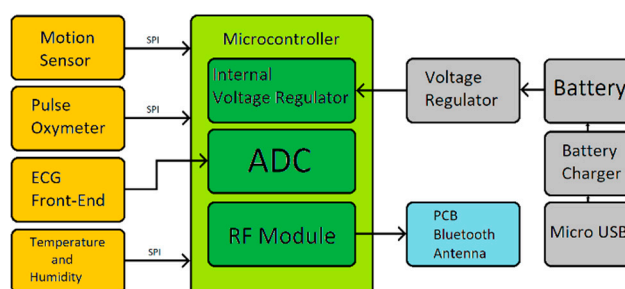 Motion
Sensor
SPI
Pulse
Oxymeter
SPI
ECG
Front-End
Temperature
and
Humidity
SPI
Microcontroller
Internal
Voltage Regulator
ADC
RF Module
Voltage
Regulator
Battery
Battery
Charger
Micro USB
PCB
Bluetooth
Antenna